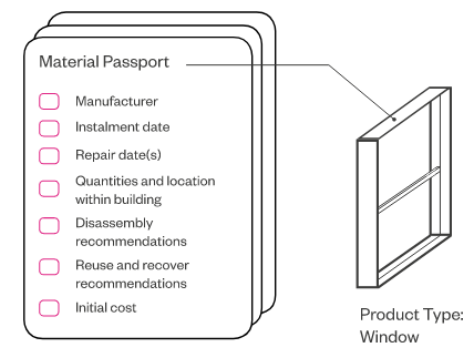 Material Passport
Manufacturer
Instalment date
Repair date(s)
Quantities and location
within building
Disassembly
recommendations
Reuse and recover
recommendations
Initial cost
Product Type:
Window